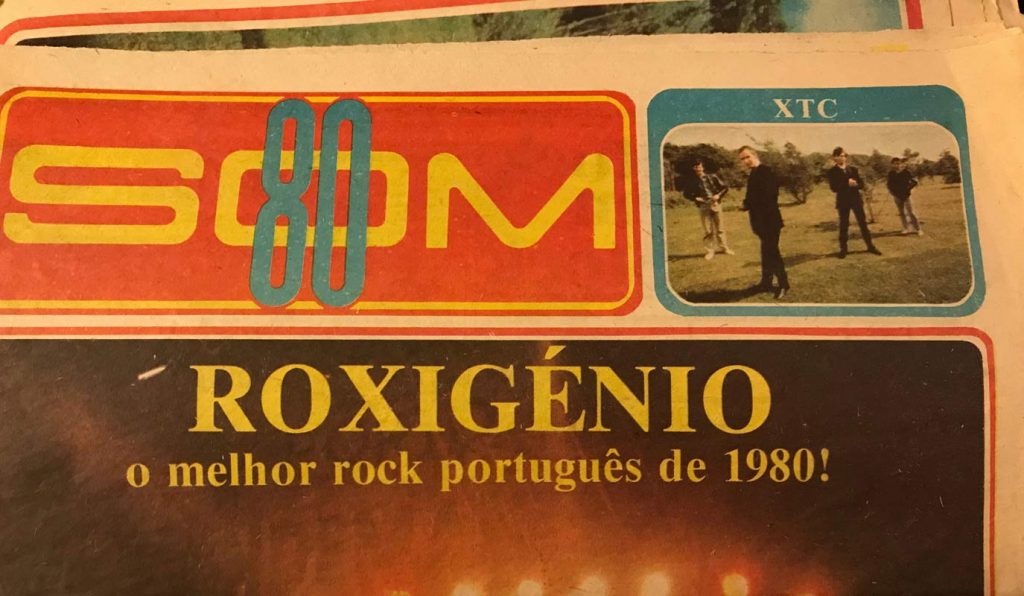 SOM
80
XTC
ROXIGÉNIO
o melhor rock português de 1980!